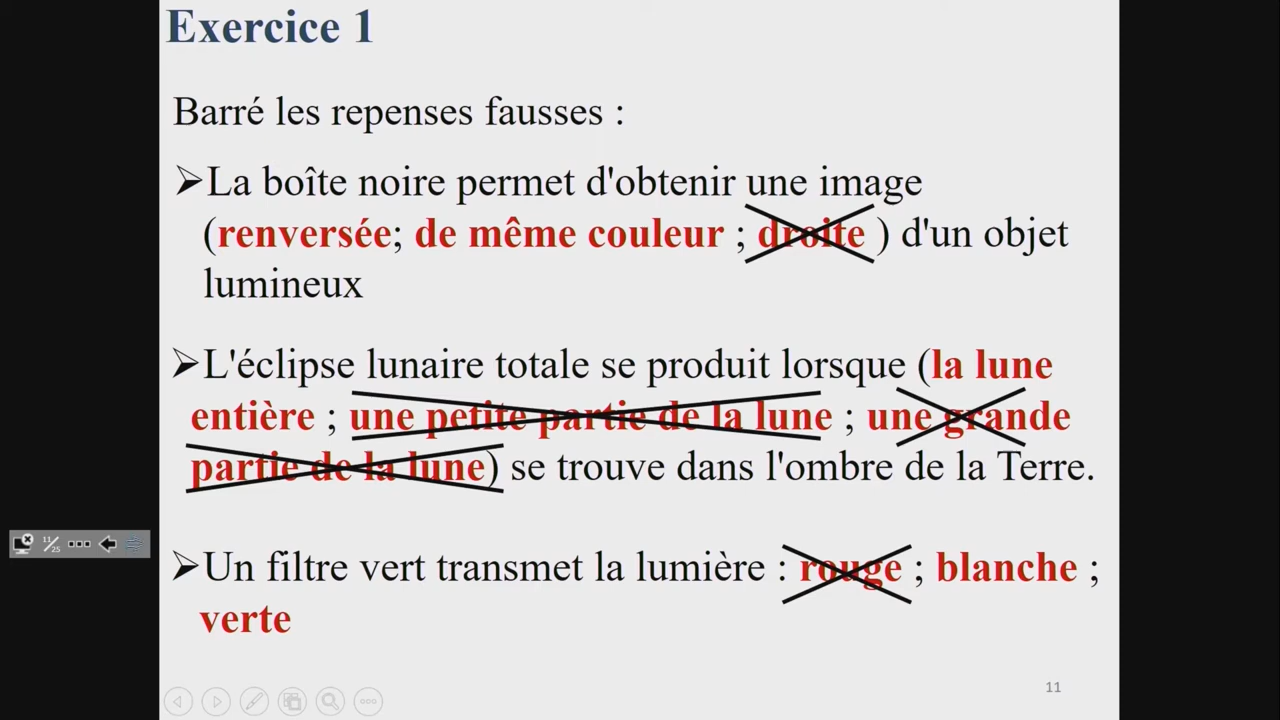 Exercice 1
Barré les repenses fausses :
➢La boîte noire permet d'obtenir une image
(renversée; de même couleur ; droite ) d'un objet
lumineux
➢L'éclipse lunaire totale se produit lorsque (la lune
entière ; une petite partie de la lune ; une grande
partie de la lune) se trouve dans l'ombre de la Terre.
11/25
➢Un filtre vert transmet la lumière : rouge ; blanche ;
verte
11